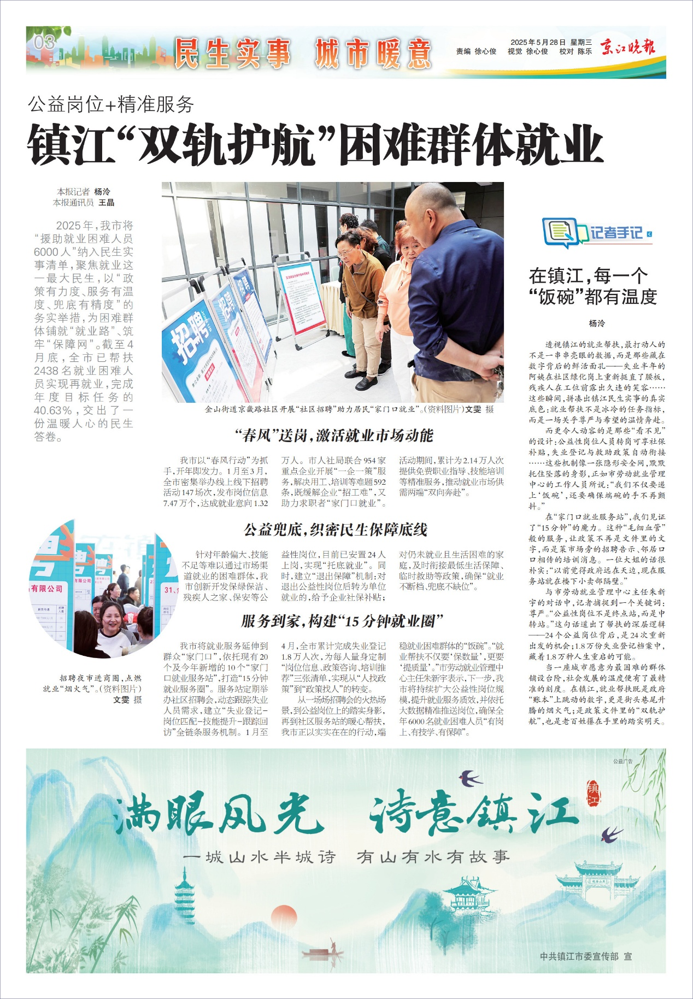 03
民生实事 城市暖意
2025年5月28日 星期三
责编 徐心俊 视觉 徐心俊 校对 陈乐
京江晚报
公益岗位+精准服务
镇江“双轨护航”困难群体就业
本报记者 杨泠
本报通讯员 王晶
2025年，我市将
“援助就业困难人员
6000人”纳入民生实
事清单，聚焦就业这
一最大民生，以“政
策有力度、服务有温
度、兜底有精度”的
务实举措，为困难群
体铺就“就业路”、筑
牢“保障网”。截至4
月底，全市已帮扶
2438名就业困难人
员实现再就业，完成
年度目标任务的
40.63%，交出了一
份温暖人心的民生
答卷。
招聘
招聘
招聘
金山街道京畿路社区开展“社区招聘”助力居民“家门口就业”。（资料图片）文雯 摄
“春风”送岗，激活就业市场动能
我市以“春风行动”为抓
手，开年即发力。1月至3月，
全市密集举办线上线下招聘
活动147场次，发布岗位信息
7.47万个，达成就业意向1.32
万人。市人社局联合954家
重点企业开展“一企一策”服
务，解决用工、培训等难题592
条，既缓解企业“招工难”，又
助力求职者“家门口就业”。
活动期间，累计为2.14万人次
提供免费职业指导、技能培训
等精准服务，推动就业市场供
需两端“双向奔赴”。
公益兜底，织密民生保障底线
针对年龄偏大、技能
不足等难以通过市场渠
道就业的困难群体，我
市创新开发保绿保洁、
残疾人之家、保安等公
益性岗位，目前已安置24人
上岗，实现“托底就业”。同
时，建立“退出保障”机制：对
退出公益性岗位后转为单位
就业的，给予企业社保补贴；
对仍未就业且生活困难的家
庭，及时衔接最低生活保障、
临时救助等政策，确保“就业
不断档、兜底不缺位”。
有限公司
31、
招聘夜市进商圈，点燃
就业“烟火气”。（资料图片）
文雯 摄
服务到家，构建“15分钟就业圈”
我市将就业服务延伸到
群众“家门口”，依托现有20
个及今年新增的10个“家门
口就业服务站”，打造“15分钟
就业服务圈”。服务站定期举
办社区招聘会，动态跟踪失业
人员需求，建立“失业登记-
岗位匹配-技能提升-跟踪回
访”全链条服务机制。1月至
4月，全市累计完成失业登记
1.8万人次，为每人量身定制
“岗位信息、政策咨询、培训推
荐”三张清单，实现从“人找政
策”到“政策找人”的转变。
从一场场招聘会的火热场
景，到公益岗位上的踏实身影，
再到社区服务站的暖心帮扶，
我市正以实实在在的行动，端
稳就业困难群体的“饭碗”。“就
业帮扶不仅要‘保数量’，更要
‘提质量’。”市劳动就业管理中
心主任朱新宇表示，下一步，我
市将持续扩大公益性岗位规
模，提升就业服务质效，并依托
大数据精准推送岗位，确保全
年6000名就业困难人员“有岗
上、有技学、有保障”。
记者手记
在镇江，每一个
“饭碗”都有温度
杨泠
透视镇江的就业帮扶，最打动人的
不是一串串亮眼的数据，而是那些藏在
数字背后的鲜活面孔——失业半年的
阿姨在社区绿化岗上重新挺直了腰板，
残疾人在工位前露出久违的笑容……
这些瞬间，拼凑出镇江民生实事的真实
底色：就业帮扶不是冰冷的任务指标，
而是一场关乎尊严与希望的温情奔赴。
而更令人动容的是那些“看不见”
的设计：公益性岗位人员转岗可享社保
补贴，失业登记与救助政策自动衔接
……这些机制像一张隐形安全网，默默
托住坠落的身影，正如市劳动就业管理
中心的工作人员所说：“我们不仅要递
上‘饭碗’，还要确保端碗的手不再颤
抖。”
在“家门口就业服务站”，我们见证
了“15分钟”的魔力。这种“毛细血管”
般的服务，让政策不再是文件里的文
字，而是菜市场旁的招聘告示、邻居口
口相传的培训消息。一位大姐的话很
朴实：“以前觉得政府远在天边，现在服
务站就在楼下小卖部隔壁。”
与市劳动就业管理中心主任朱新
宇的对话中，记者捕捉到一个关键词：
尊严。“公益性岗位不是终点站，而是中
转站。”这句话道出了帮扶的深层逻辑
——24个公益岗位背后，是24次重新
出发的机会；1.8万份失业登记档案中，
藏着1.8万种人生重启的可能。
当一座城市愿意为最困难的群体
铺设台阶，社会发展的温度便有了最精
准的刻度。在镇江，就业帮扶既是政府
“账本”上跳动的数字，更是街头巷尾升
腾的烟火气；是政策文件里的“双轨护
航”，也是老百姓攥在手里的踏实明天。
公益广告
满眼风光 诗意镇江
镇江
一城山水半城诗 有山有水有故事
中共镇江市委宣传部 宣